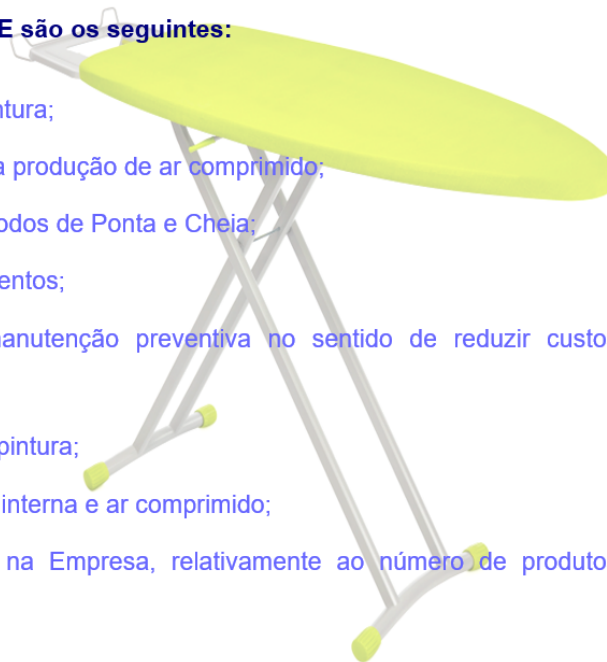 E são os seguintes:
ntura;
a produção de ar comprimido;
odos de Ponta e Cheia;
entos;
manutenção preventiva no sentido de reduzir custo
pintura;
interna e ar comprimido;
na Empresa, relativamente ao número de produto